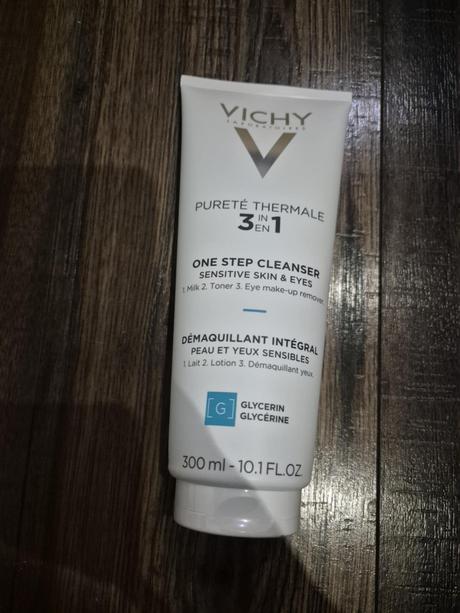 VICHY
LABORATOIRES
PURETÉ THERMALE
3 IN EN 1
ONE STEP CLEANSER
SENSITIVE SKIN & EYES
1. Milk 2. Toner 3. Eye make-up remover
DÉMAQUILLANT INTÉGRAL
PEAU ET YEUX SENSIBLES
1. Lait 2. Lotion 3. Démaquillant yeux.
[G] GLYCERIN
GLYCÉRINE
300 ml - 10.1 FL.OZ.